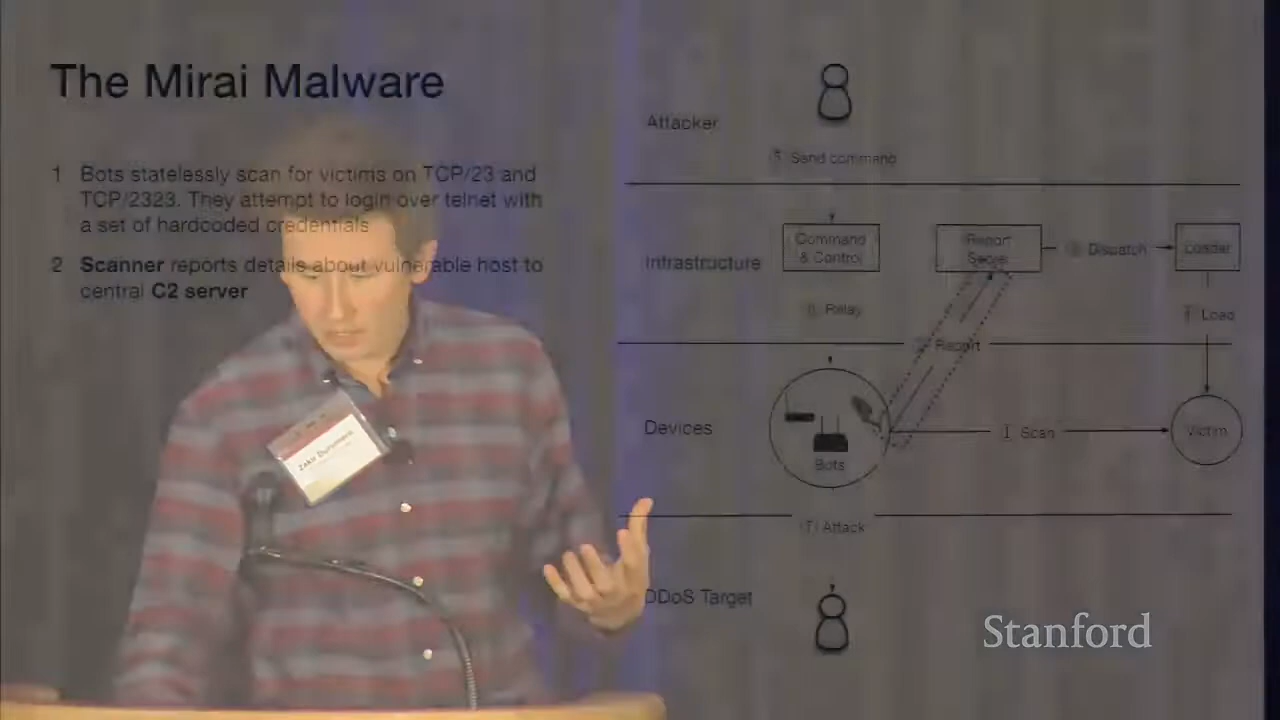 The Mirai Malware
1 Bots statelessly scan for victims on TCP/23 and
TCP/2323. They attempt to login over telnet with
a set of hardcoded credentials
2 Scanner reports details about vulnerable host to
central C2 server
Attacker
Send command
Infrastructure
Command
& Control
Report
Server
Dispatch
Loader
Relay
Load
Report
Devices
Bots
1 Scan
Victim
Attack
DDoS Target
Zakir
Stanford